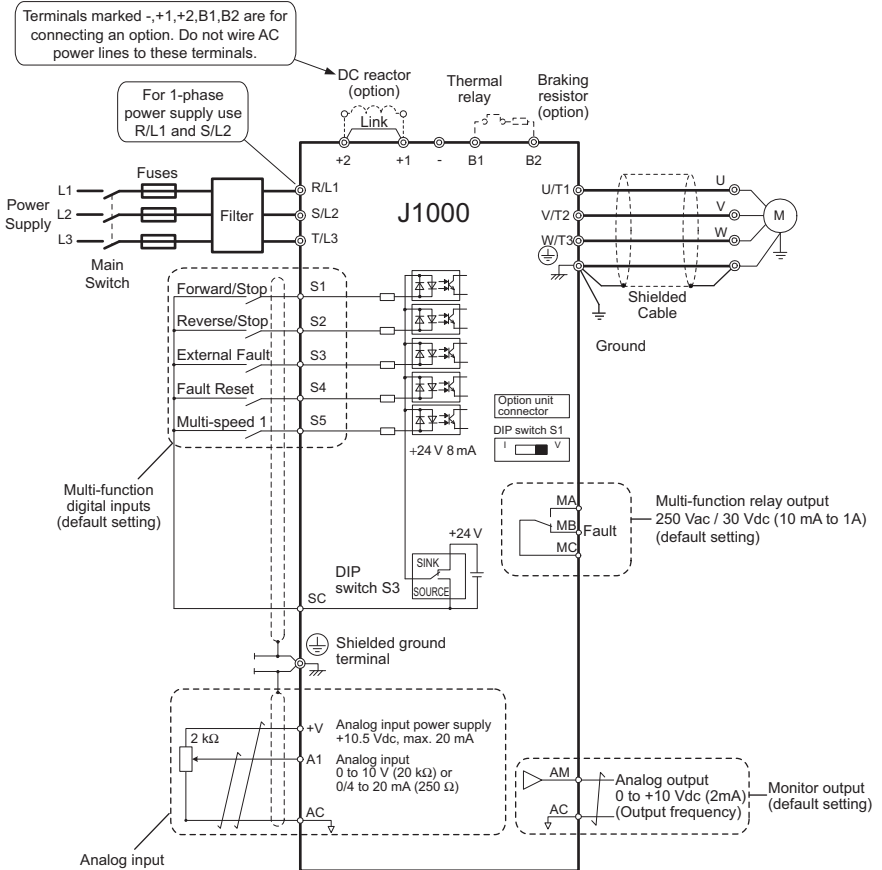 Terminals marked -,+1,+2,B1,B2 are for
connecting an option. Do not wire AC
power lines to these terminals.
DC reactor
(option)
Link
Thermal
relay
Braking
resistor
(option)
For 1-phase
power supply use
R/L1 and S/L2
+2
+1
-
B1
B2
Fuses
Power
Supply
L1
L2
L3
Main
Switch
Filter
R/L1
S/L2
T/L3
J1000
U/T1
V/T2
W/T3
U
V
W
M
Shielded
Cable
Ground
Forward/Stop
S1
Reverse/Stop
S2
External Fault
S3
Fault Reset
S4
Multi-speed 1
S5
+24 V 8 mA
Option unit
connector
DIP switch S1
I
V
Multi-function
digital inputs
(default setting)
MA
MB
MC
Fault
Multi-function relay output
250 Vac / 30 Vdc (10 mA to 1A)
(default setting)
+24 V
DIP
switch S3
SINK
SOURCE
SC
Shielded ground
terminal
2 kΩ
+V
Analog input power supply
+10.5 Vdc, max. 20 mA
A1
Analog input
0 to 10 V (20 kΩ) or
0/4 to 20 mA (250 Ω)
AC
Analog input
AM
AC
Analog output
0 to +10 Vdc (2mA)
(Output frequency)
Monitor output
(default setting)